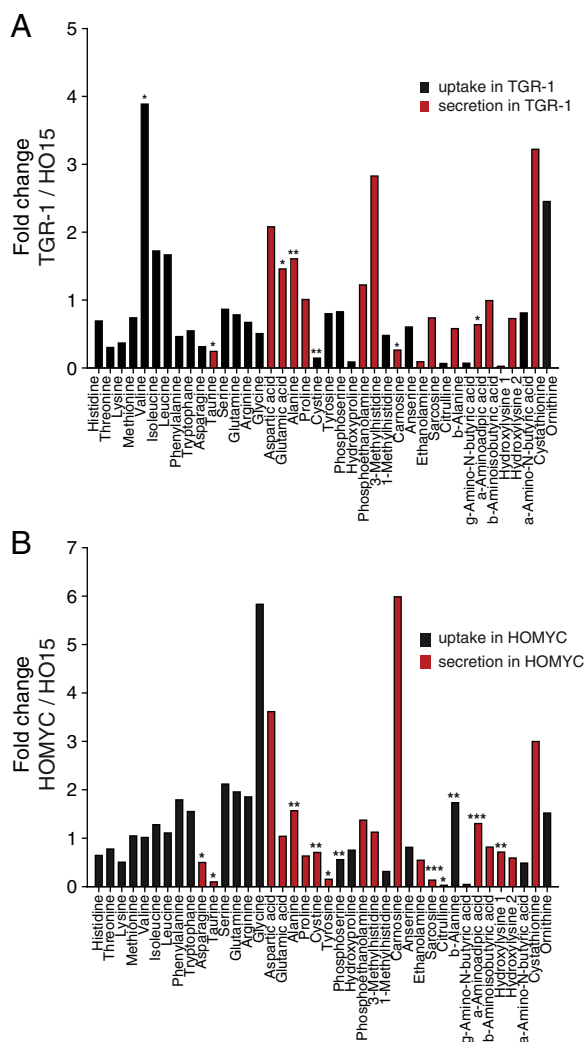 A
Fold change
TGR-1 / HO15
5
4
3
2
1
0
uptake in TGR-1
secretion in TGR-1
*
*
*
**
**
*
*
Histidine
Threonine
Lysine
Methionine
Valine
Isoleucine
Leucine
Phenylalanine
Tryptophane
Asparagine
Taurine
Serine
Glutamine
Arginine
Glycine
Aspartic acid
Glutamic acid
Alanine
Proline
Cystine
Tyrosine
Phosphoserine
Hydroxyproline
Phosphoethanolamine
3-Methylhistidine
1-Methylhistidine
Carnosine
Anserine
Ethanolamine
Sarcosine
Citrulline
b-Alanine
g-Amino-N-butyric acid
a-Aminoadipic acid
b-Aminoisobutyric acid
Hydroxylysine 1
Hydroxylysine 2
a-Amino-N-butyric acid
Cystathionine
Ornithine
B
Fold change
HOMYC / HO15
7
6
5
4
3
2
1
0
uptake in HOMYC
secretion in HOMYC
*
*
**
**
*
**
***
*
**
***
**
Histidine
Threonine
Lysine
Methionine
Valine
Isoleucine
Leucine
Phenylalanine
Tryptophane
Asparagine
Taurine
Serine
Glutamine
Arginine
Glycine
Aspartic acid
Glutamic acid
Alanine
Proline
Cystine
Tyrosine
Phosphoserine
Hydroxyproline
Phosphoethanolamine
3-Methylhistidine
1-Methylhistidine
Carnosine
Anserine
Ethanolamine
Sarcosine
Citrulline
b-Alanine
g-Amino-N-butyric acid
a-Aminoadipic acid
b-Aminoisobutyric acid
Hydroxylysine 1
Hydroxylysine 2
a-Amino-N-butyric acid
Cystathionine
Ornithine